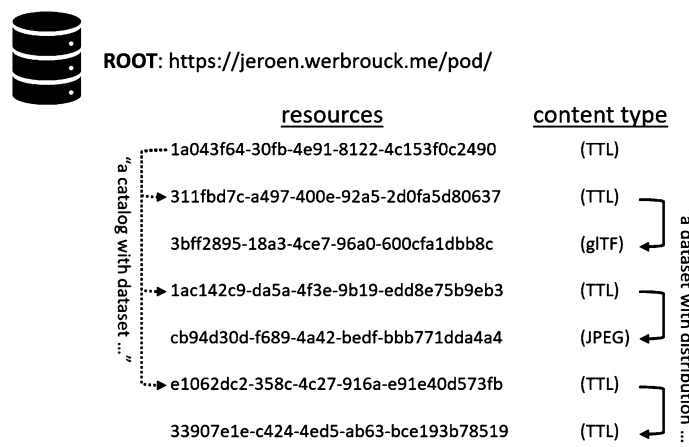 ROOT: https://jeroen.werbrouck.me/pod/
resources content type
1a043f64-30fb-4e91-8122-4c153f0c2490 (TTL)
311fbd7c-a497-400e-92a5-2d0fa5d80637 (TTL)
3bff2895-18a3-4ce7-96a0-600cfa1dbb8c (glTF)
1ac142c9-da5a-4f3e-9b19-edd8e75b9eb3 (TTL)
cb94d30d-f689-4a42-bedf-bbb771dda4a4 (JPEG)
e1062dc2-358c-4c27-916a-e91e40d573fb (TTL)
33907e1e-c424-4ed5-ab63-bce193b78519 (TTL)
"a catalog with dataset ..."
a dataset with distribution ...